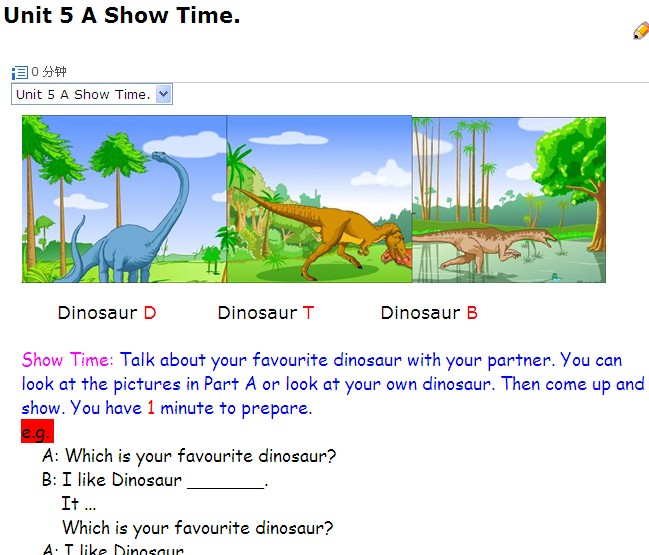 Unit 5 A Show Time.
0 分钟
Unit 5 A Show Time.
Dinosaur D Dinosaur T Dinosaur B
Show Time: Talk about your favourite dinosaur with your partner. You can
look at the pictures in Part A or look at your own dinosaur. Then come up and
show. You have 1 minute to prepare.
e.g.
A: Which is your favourite dinosaur?
B: I like Dinosaur ________.
It ...
Which is your favourite dinosaur?
A: I like Dinosaur